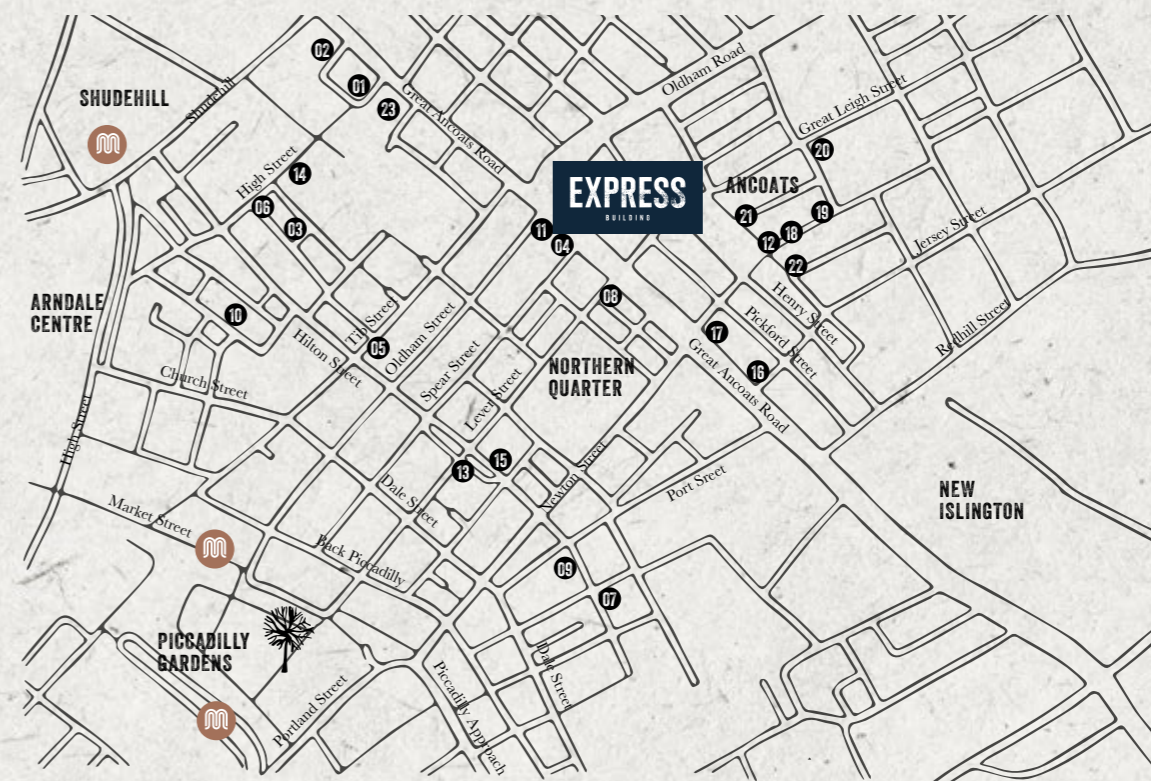 02
01
23
Great Ancoats Road
Oldham Road
Great Leigh Street
SHUDEHILL
Shudehill
High Street
14
06
03
EXPRESS
BUILDING
ANCOATS
20
21
19
18
12
22
11
04
Jersey Street
ARNDALE
CENTRE
10
Hilton Street
Tib Street
05
Oldham Street
08
Henry Street
Pickford Street
17
16
Redhill Street
Great Ancoats Road
NORTHERN
QUARTER
Spear Street
Lever Street
Church Street
High Street
13
15
Dale Street
Newton Street
Port Sreet
NEW
ISLINGTON
Market Street
Back Piccadilly
09
07
PICCADILLY
GARDENS
Portland Street
Piccadilly Approach
Dale Street